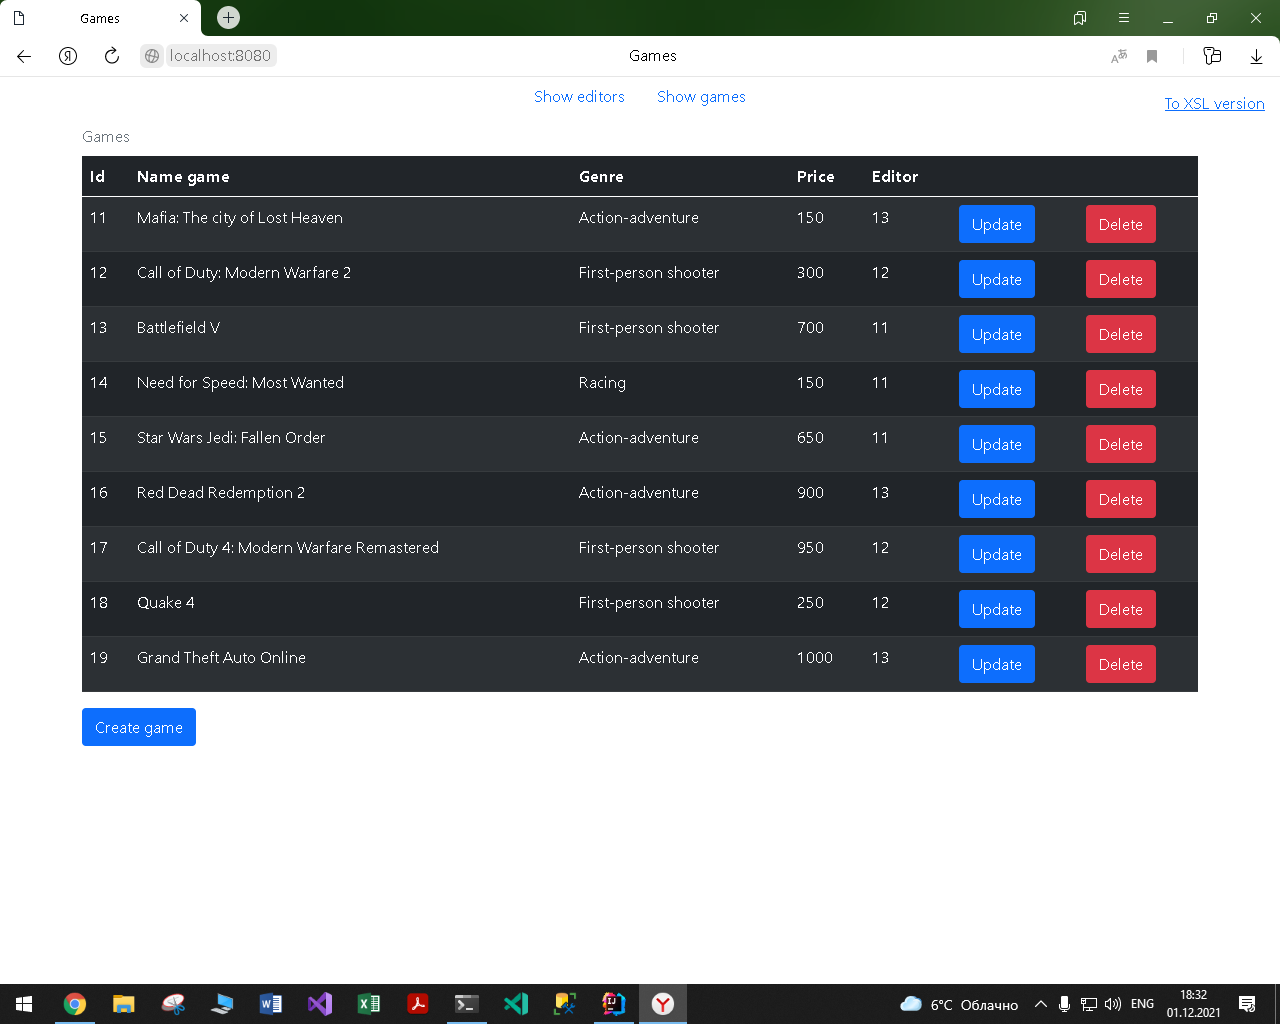 Games
localhost:8080 Games
Show editors Show games To XSL version
Games
Id Name game Genre Price Editor
11 Mafia: The city of Lost Heaven Action-adventure 150 13 Update Delete
12 Call of Duty: Modern Warfare 2 First-person shooter 300 12 Update Delete
13 Battlefield V First-person shooter 700 11 Update Delete
14 Need for Speed: Most Wanted Racing 150 11 Update Delete
15 Star Wars Jedi: Fallen Order Action-adventure 650 11 Update Delete
16 Red Dead Redemption 2 Action-adventure 900 13 Update Delete
17 Call of Duty 4: Modern Warfare Remastered First-person shooter 950 12 Update Delete
18 Quake 4 First-person shooter 250 12 Update Delete
19 Grand Theft Auto Online Action-adventure 1000 13 Update Delete
Create game
6°C Облачно ENG 18:32
01.12.2021